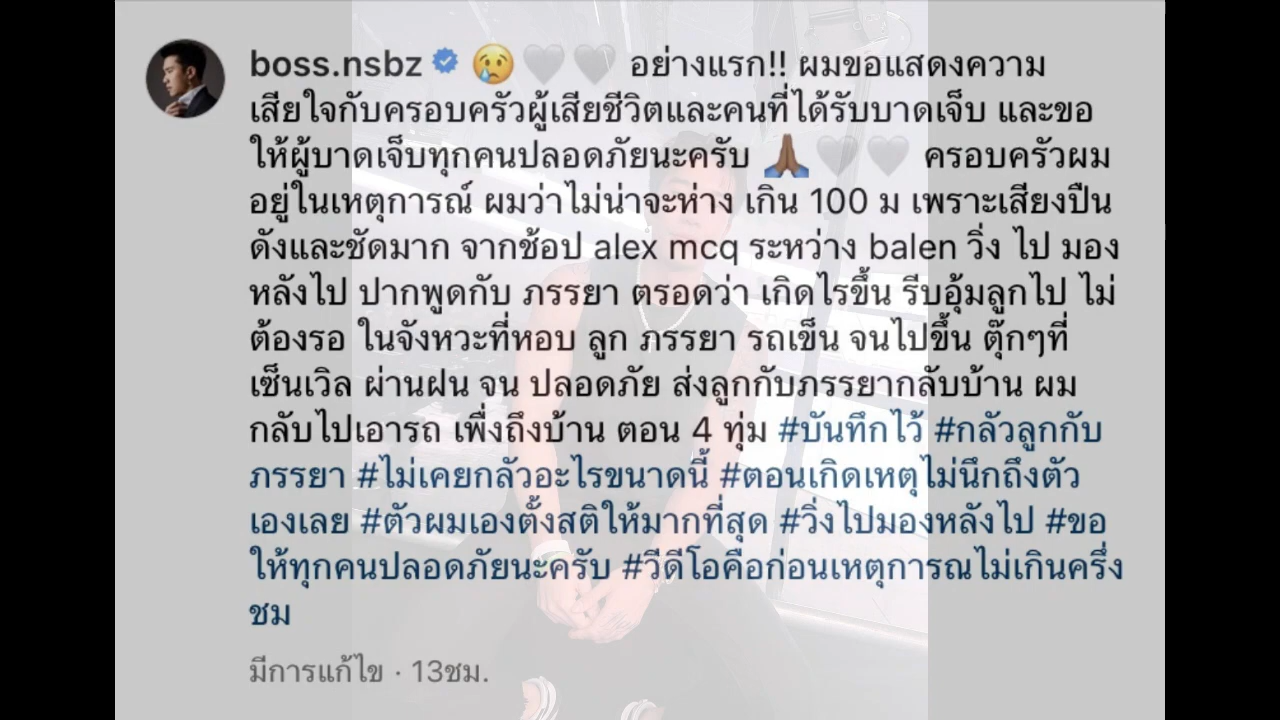 boss.nsbz 😢🤍🤍 อย่างแรก!! ผมขอแสดงความ
เสียใจกับครอบครัวผู้เสียชีวิตและคนที่ได้รับบาดเจ็บ และขอ
ให้ผู้บาดเจ็บทุกคนปลอดภัยนะครับ 🙏🏾🤍🤍 ครอบครัวผม
อยู่ในเหตุการณ์ ผมว่าไม่น่าจะห่าง เกิน 100 ม เพราะเสียงปืน
ดังและชัดมาก จากช้อป alex mcq ระหว่าง balen วิ่ง ไป มอง
หลังไป ปากพูดกับ ภรรยา ตรอดว่า เกิดไรขึ้น รีบอุ้มลูกไป ไม่
ต้องรอ ในจังหวะที่หอบ ลูก ภรรยา รถเข็น จนไปขึ้น ตุ๊กๆที่
เซ็นเวิล ผ่านฝน จน ปลอดภัย ส่งลูกกับภรรยากลับบ้าน ผม
กลับไปเอารถ เพิ่งถึงบ้าน ตอน 4 ทุ่ม #บันทึกไว้ #กลัวลูกกับ
ภรรยา #ไม่เคยกลัวอะไรขนาดนี้ #ตอนเกิดเหตุไม่นึกถึงตัว
เองเลย #ตัวผมเองตั้งสติให้มากที่สุด #วิ่งไปมองหลังไป #ขอ
ให้ทุกคนปลอดภัยนะครับ #วีดีโอคือก่อนเหตุการณไม่เกินครึ่ง
ชม
มีการแก้ไข · 13ชม.